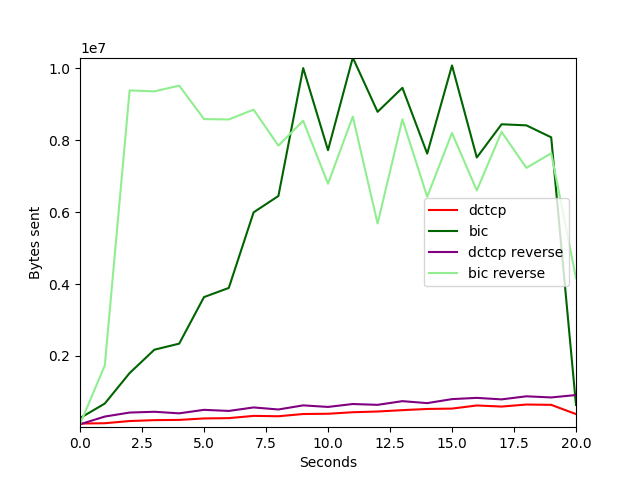 1e7
1.0
0.8
0.6
0.4
0.2
Bytes sent
dctcp
bic
dctcp reverse
bic reverse
0.0 2.5 5.0 7.5 10.0 12.5 15.0 17.5 20.0
Seconds